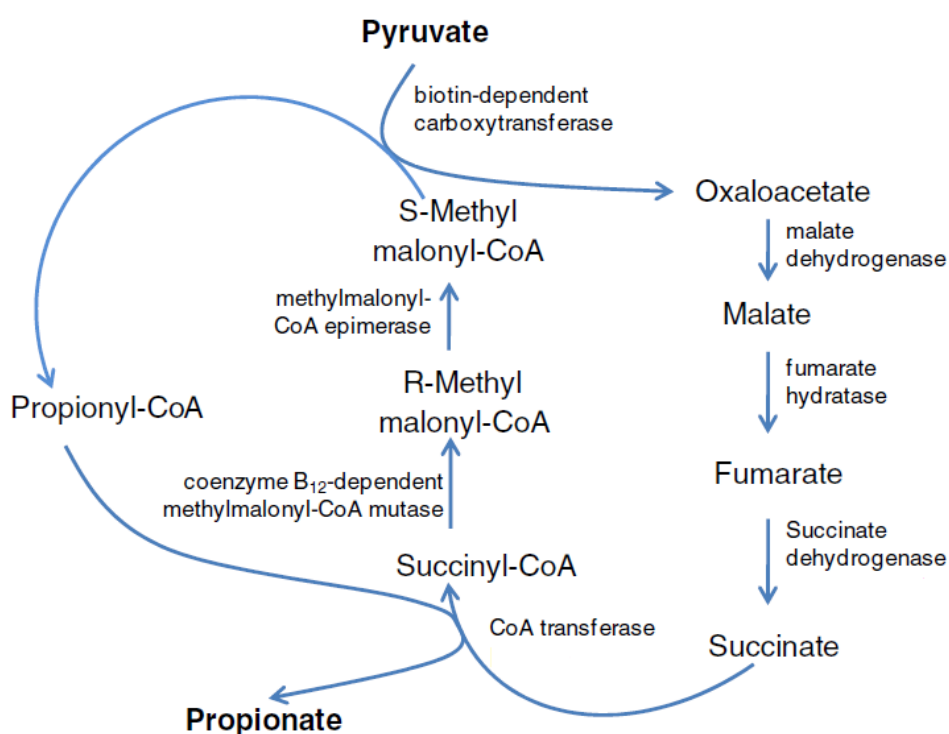 Pyruvate
biotin-dependent
carboxytransferase
Oxaloacetate
S-Methyl
malonyl-CoA
malate
dehydrogenase
methylmalonyl-
CoA epimerase
Malate
R-Methyl
malonyl-CoA
fumarate
hydratase
Propionyl-CoA
Fumarate
coenzyme B₁₂-dependent
methylmalonyl-CoA mutase
Succinate
dehydrogenase
Succinyl-CoA
CoA transferase
Succinate
Propionate